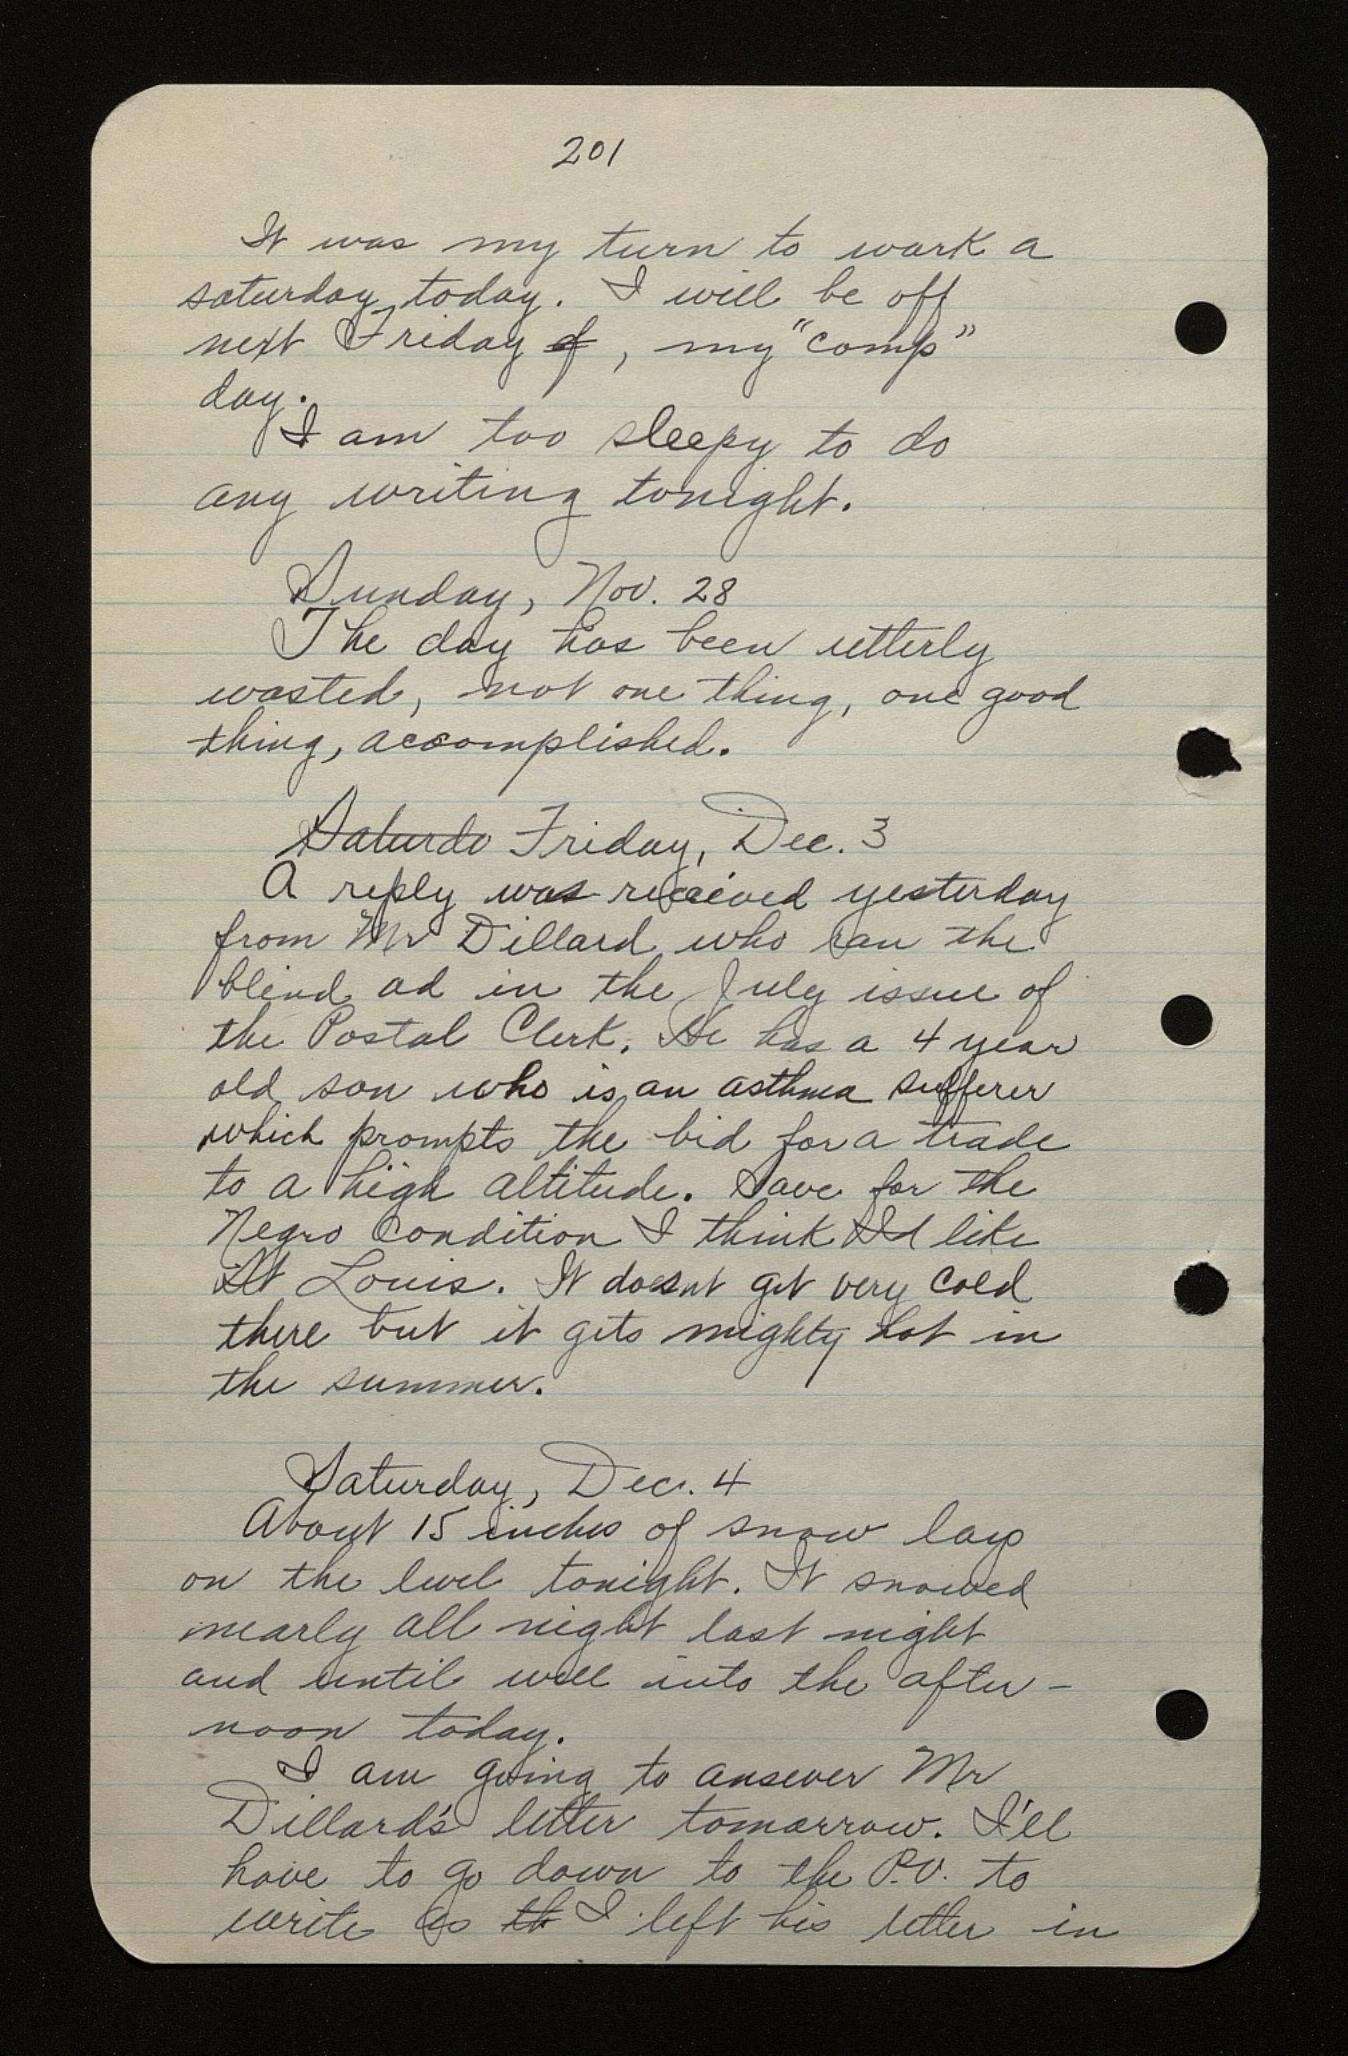 201
It was my turn to work a
saturday today. I will be off
next Friday of, my "comp"
day.
I am too sleepy to do
any writing tonight.
Sunday, Nov. 28
The day has been utterly
wasted, not one thing, one good
thing, accomplished.
Saturda Friday, Dec. 3
A reply was received yesterday
from Mr Dillard who ran the
blind ad in the July issue of
the Postal Clerk. He has a 4 year
old son who is an asthma sufferer
which prompts the bid for a trade
to a high altitude. Save for the
Negro Condition I think I'd like
St Louis. It doesnt get very cold
there but it gets mighty hot in
the summer.
Saturday, Dec. 4
About 15 inches of snow lays
on the level tonight. It snowed
nearly all night last night
and until well into the after-
noon today.
I am going to answer Mr
Dillard's letter tomorrow. I'll
have to go down to the P.O. to
write as th I left his letter in